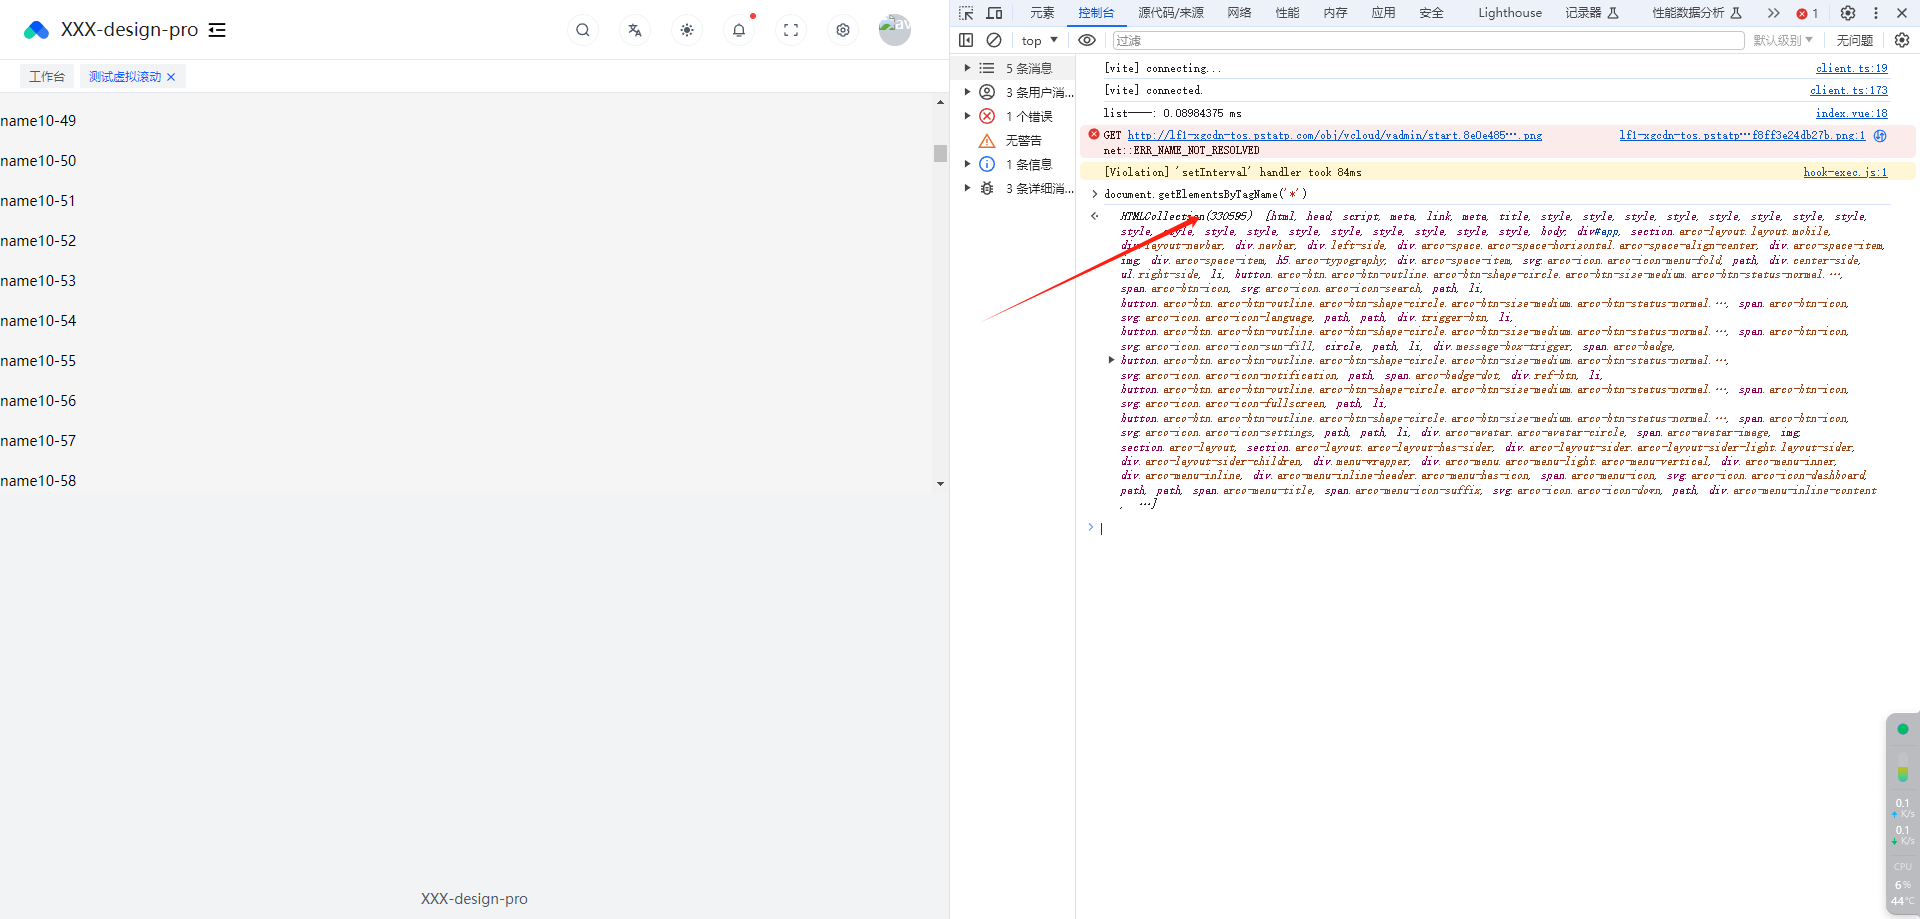 XXX-design-pro
工作台
测试虚拟滚动
name10-49
name10-50
name10-51
name10-52
name10-53
name10-54
name10-55
name10-56
name10-57
name10-58
XXX-design-pro
元素 控制台 源代码/来源 网络 性能 内存 应用 安全 Lighthouse 记录器 性能数据分析 1
top 过滤 默认级别 无问题
5 条消息
3 条用户消...
1 个错误
无警告
1 条信息
3 条详细消...
[vite] connecting... client.ts:19
[vite] connected. client.ts:173
list————: 0.08984375 ms index.vue:18
GET http://lf1-xgcdn-tos.pstatp.com/obj/vcloud/vadmin/start.8e0e485….png lf1-xgcdn-tos.pstatp…f8ff3e24db27b.png:1
net::ERR_NAME_NOT_RESOLVED
[Violation] 'setInterval' handler took 84ms hook-exec.js:1
document.getElementsByTagName('*')
HTMLCollection(330595) [html, head, script, meta, link, meta, title, style, style, style, style, style, style, style, style,
style, style, style, style, style, style, style, style, style, style, body, div#app, section.arco-layout.layout.mobile,
div.layout-navbar, div.navbar, div.left-side, div.arco-space.arco-space-horizontal.arco-space-align-center, div.arco-space-item,
img, div.arco-space-item, h5.arco-typography, div.arco-space-item, svg.arco-icon.arco-icon-menu-fold, path, div.center-side,
ul.right-side, li, button.arco-btn.arco-btn-outline.arco-btn-shape-circle.arco-btn-size-medium.arco-btn-status-normal.…,
span.arco-btn-icon, svg.arco-icon.arco-icon-search, path, li,
button.arco-btn.arco-btn-outline.arco-btn-shape-circle.arco-btn-size-medium.arco-btn-status-normal.…, span.arco-btn-icon,
svg.arco-icon.arco-icon-language, path, path, div.trigger-btn, li,
button.arco-btn.arco-btn-outline.arco-btn-shape-circle.arco-btn-size-medium.arco-btn-status-normal.…, span.arco-btn-icon,
svg.arco-icon.arco-icon-sun-fill, circle, path, li, div.message-box-trigger, span.arco-badge,
button.arco-btn.arco-btn-outline.arco-btn-shape-circle.arco-btn-size-medium.arco-btn-status-normal.…,
svg.arco-icon.arco-icon-notification, path, span.arco-badge-dot, div.ref-btn, li,
button.arco-btn.arco-btn-outline.arco-btn-shape-circle.arco-btn-size-medium.arco-btn-status-normal.…, span.arco-btn-icon,
svg.arco-icon.arco-icon-fullscreen, path, li,
button.arco-btn.arco-btn-outline.arco-btn-shape-circle.arco-btn-size-medium.arco-btn-status-normal.…, span.arco-btn-icon,
svg.arco-icon.arco-icon-settings, path, path, li, div.arco-avatar.arco-avatar-circle, span.arco-avatar-image, img,
section.arco-layout, section.arco-layout.arco-layout-has-sider, div.arco-layout-sider.arco-layout-sider-light.layout-sider,
div.arco-layout-sider-children, div.menu-wrapper, div.arco-menu.arco-menu-light.arco-menu-vertical, div.arco-menu-inner,
div.arco-menu-inline, div.arco-menu-inline-header.arco-menu-has-icon, span.arco-menu-icon, svg.arco-icon.arco-icon-dashboard,
path, path, span.arco-menu-title, span.arco-menu-icon-suffix, svg.arco-icon.arco-icon-down, path, div.arco-menu-inline-content
, …]
0.1
K/s
0.1
K/s
CPU
6%
44°C